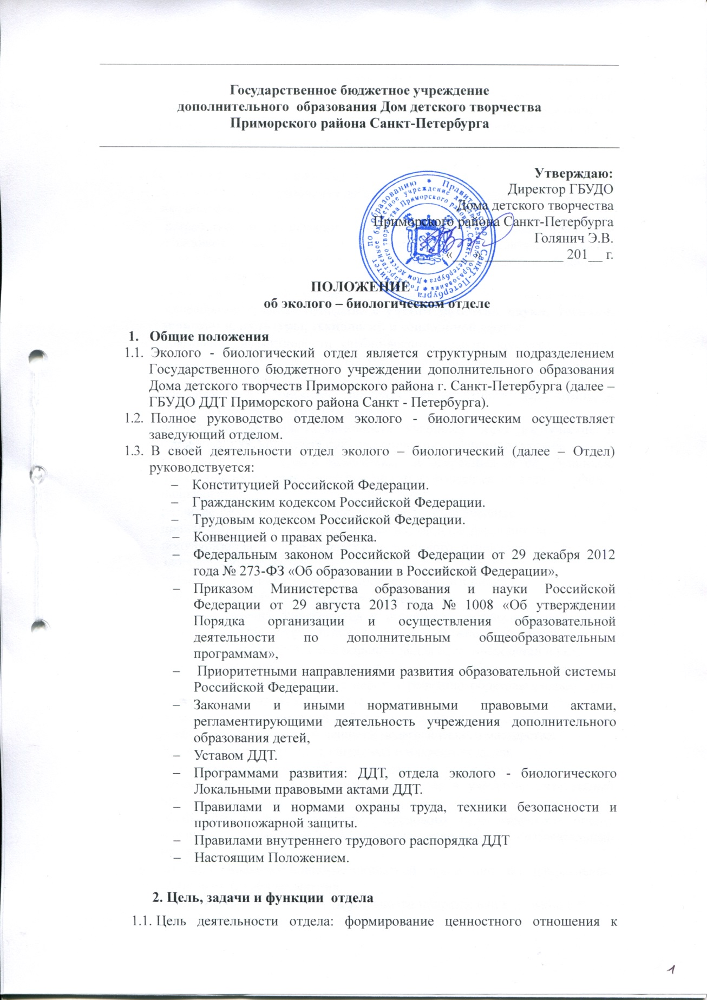 Государственное бюджетное учреждение
дополнительного образования Дом детского творчества
Приморского района Санкт-Петербурга
Утверждаю:
Директор ГБУДО
Дома детского творчества
Приморского района Санкт-Петербурга
Голянич Э.В.
«___» ___________ 201__ г.
Правительство Санкт-Петербурга * Комитет по образованию *
Государственное бюджетное учреждение дополнительного образования *
Дом детского творчества Приморского района г. Санкт-Петербурга *
ПОЛОЖЕНИЕ
об эколого – биологическом отделе
1. Общие положения
1.1. Эколого - биологический отдел является структурным подразделением
Государственного бюджетного учреждении дополнительного образования
Дома детского творчеств Приморского района г. Санкт-Петербурга (далее –
ГБУДО ДДТ Приморского района Санкт - Петербурга).
1.2. Полное руководство отделом эколого - биологическим осуществляет
заведующий отделом.
1.3. В своей деятельности отдел эколого – биологический (далее – Отдел)
руководствуется:
– Конституцией Российской Федерации.
– Гражданским кодексом Российской Федерации.
– Трудовым кодексом Российской Федерации.
– Конвенцией о правах ребенка.
– Федеральным законом Российской Федерации от 29 декабря 2012
года № 273-ФЗ «Об образовании в Российской Федерации»,
– Приказом Министерства образования и науки Российской
Федерации от 29 августа 2013 года № 1008 «Об утверждении
Порядка организации и осуществления образовательной
деятельности по дополнительным общеобразовательным
программам»,
– Приоритетными направлениями развития образовательной системы
Российской Федерации.
– Законами и иными нормативными правовыми актами,
регламентирующими деятельность учреждения дополнительного
образования детей,
– Уставом ДДТ.
– Программами развития: ДДТ, отдела эколого - биологического
Локальными правовыми актами ДДТ.
– Правилами и нормами охраны труда, техники безопасности и
противопожарной защиты.
– Правилами внутреннего трудового распорядка ДДТ
– Настоящим Положением.
2. Цель, задачи и функции отдела
1.1. Цель деятельности отдела: формирование ценностного отношения к
1